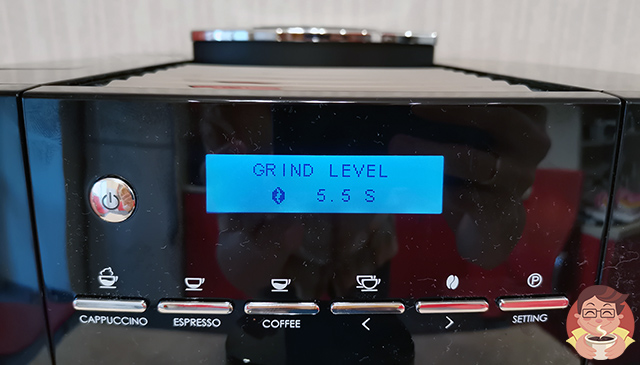 GRIND LEVEL
5.5 S
CAPPUCCINO
ESPRESSO
COFFEE
<
>
SETTING
P